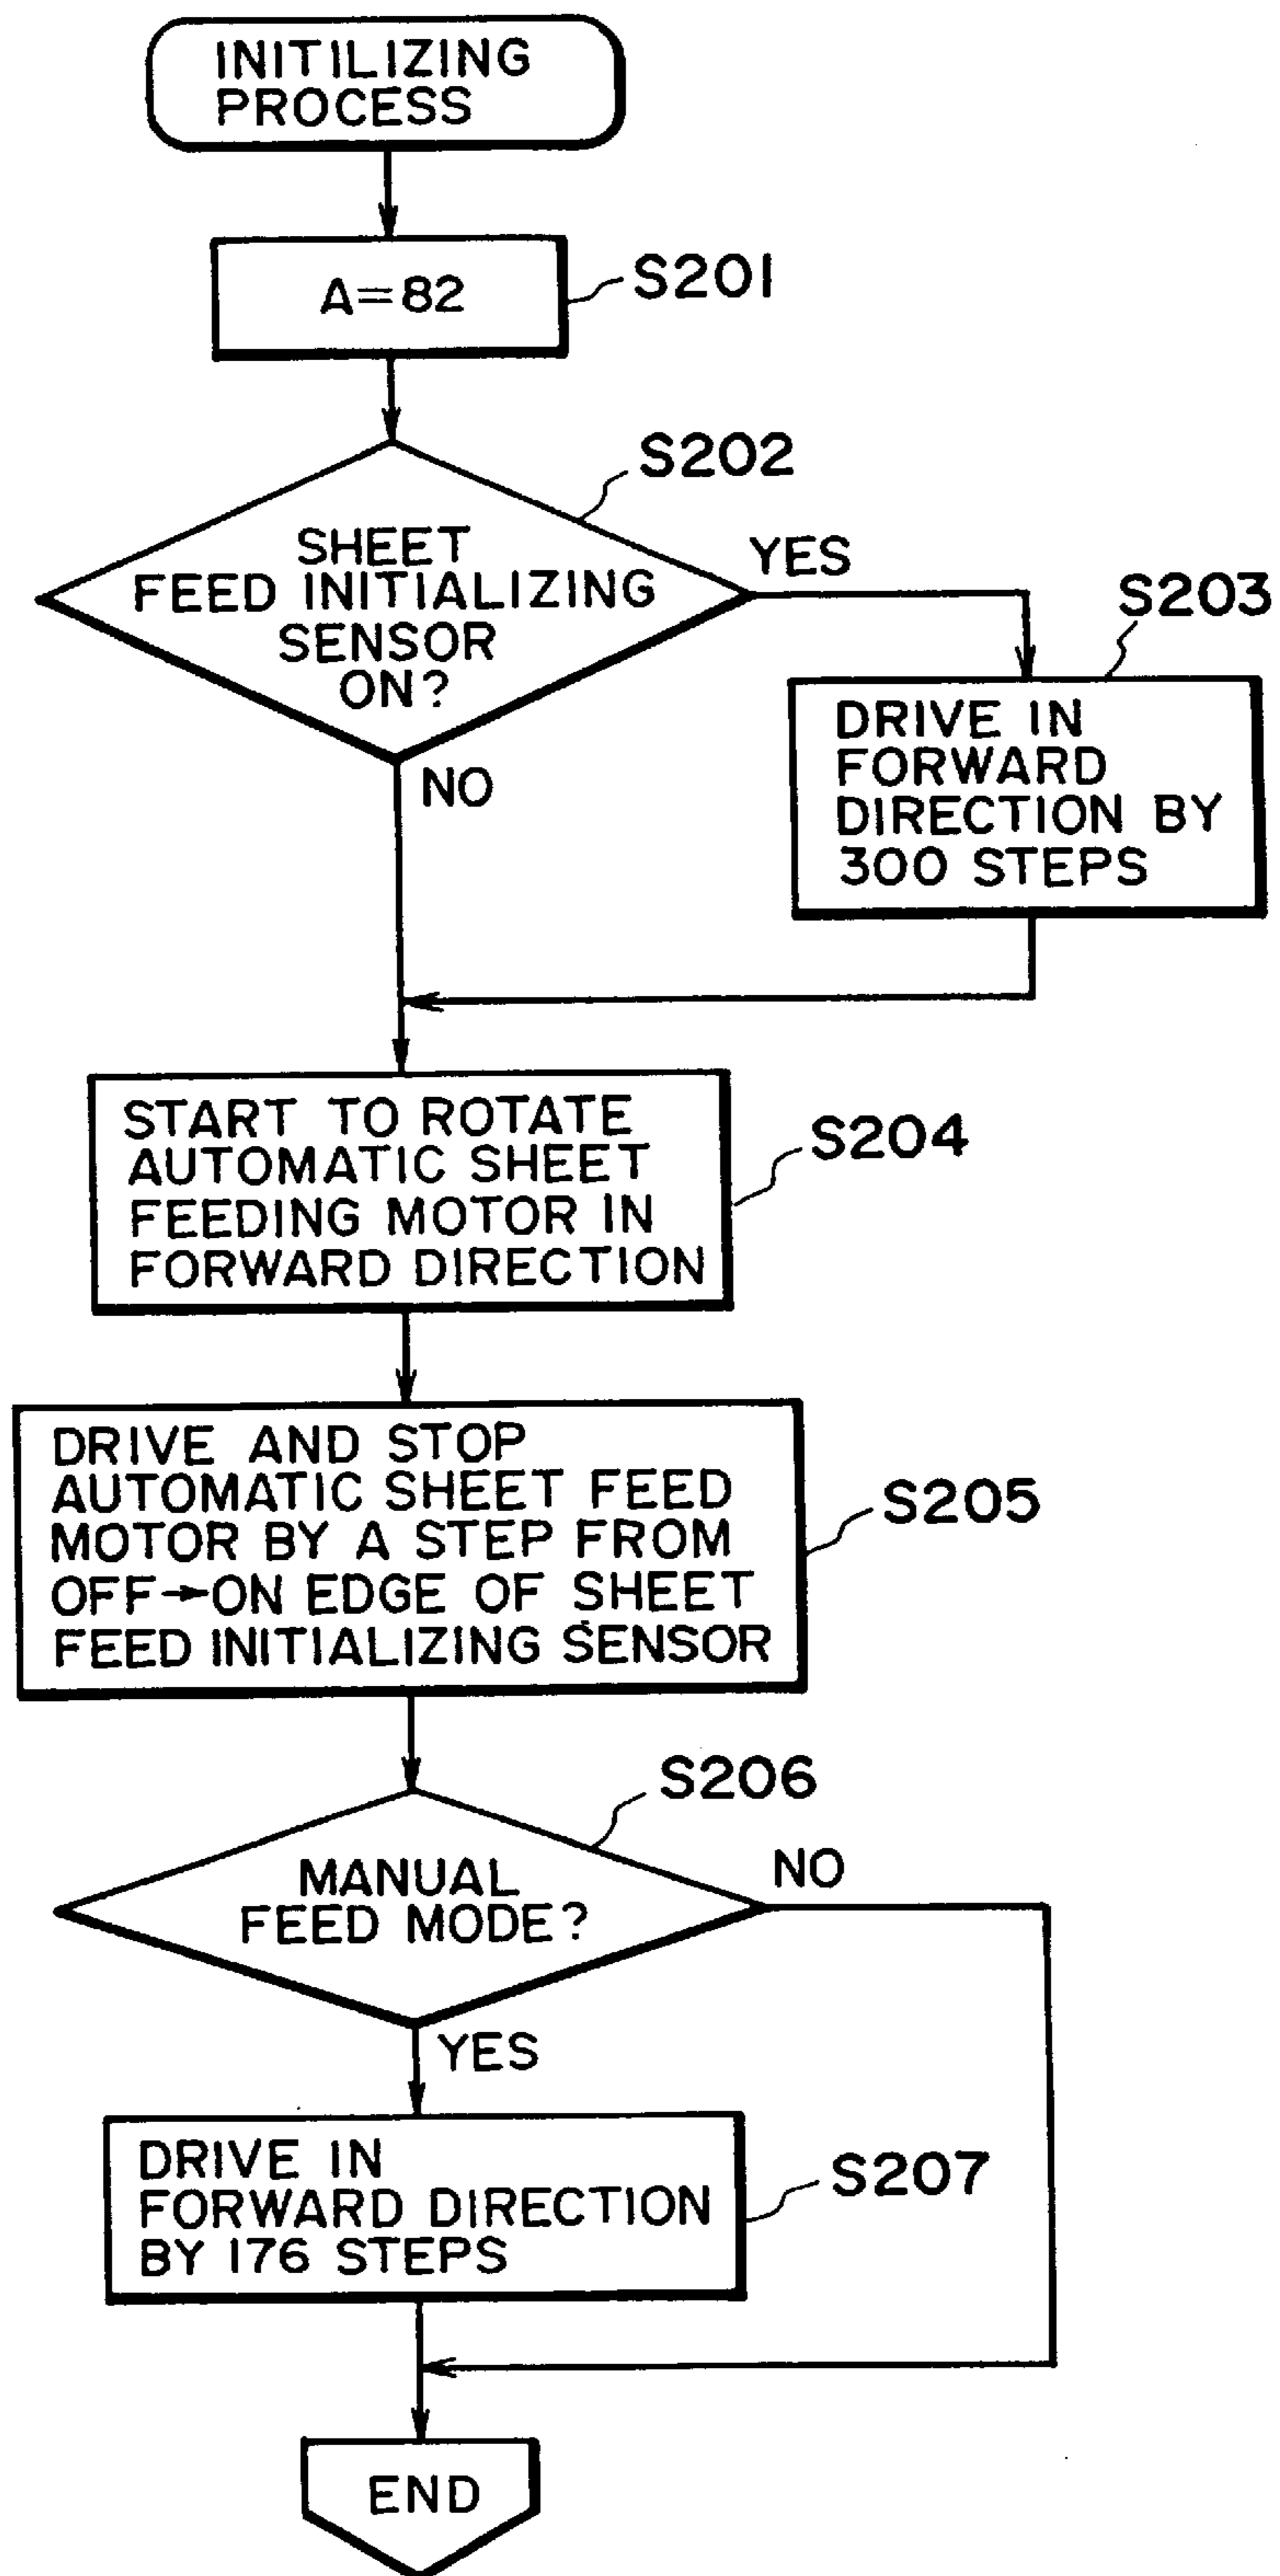 INITILIZING
PROCESS
A=82
S201
S202
SHEET
FEED INITIALIZING
SENSOR
ON?
YES
NO
S203
DRIVE IN
FORWARD
DIRECTION BY
300 STEPS
START TO ROTATE
AUTOMATIC SHEET
FEEDING MOTOR IN
FORWARD DIRECTION
S204
DRIVE AND STOP
AUTOMATIC SHEET FEED
MOTOR BY A STEP FROM
OFF→ON EDGE OF SHEET
FEED INITIALIZING SENSOR
S205
S206
MANUAL
FEED MODE?
NO
YES
DRIVE IN
FORWARD DIRECTION
BY 176 STEPS
S207
END